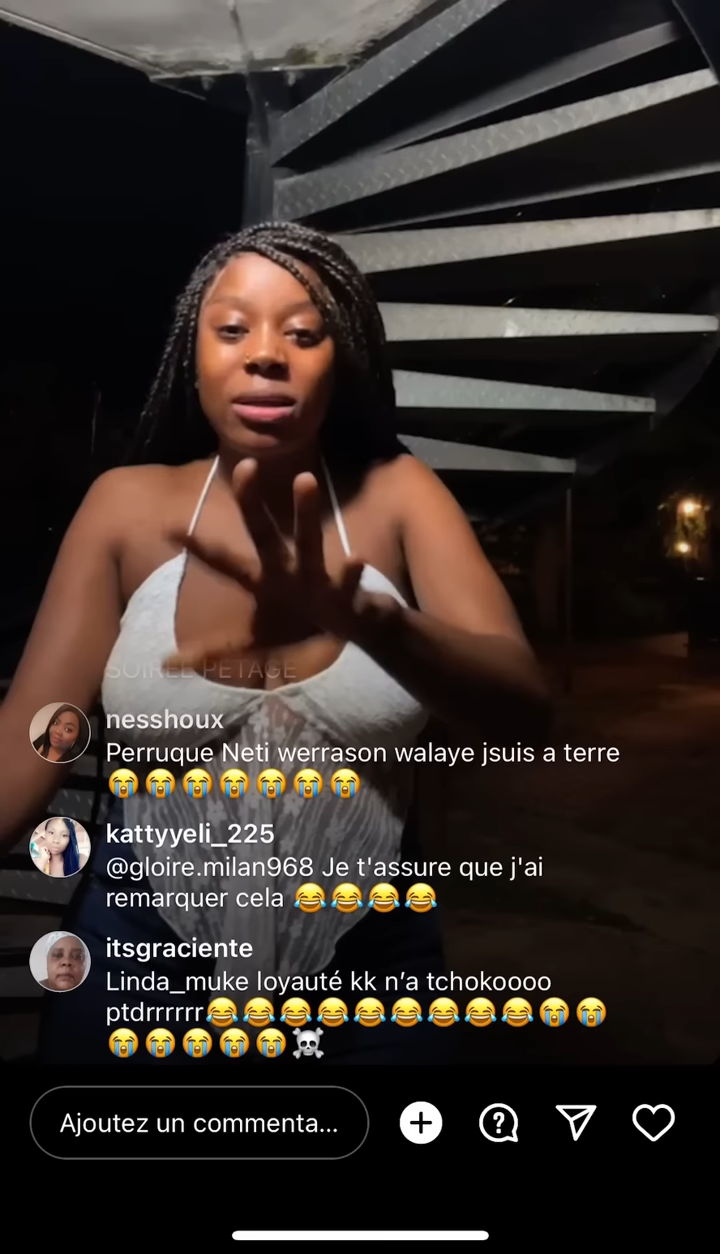 SOIREE PETAGE
nesshoux
Perruque Neti werrason walaye jsuis a terre
😭😭😭😭😭😭😭
kattyyeli_225
@gloire.milan968 Je t'assure que j'ai
remarquer cela 😂😂😂😂
itsgraciente
Linda_muke loyauté kk n’a tchokoooo
ptdrrrrrr😂😂😂😂😂😂😂😂😂😭😭
😭😭😭😭😭☠️
Ajoutez un commenta...